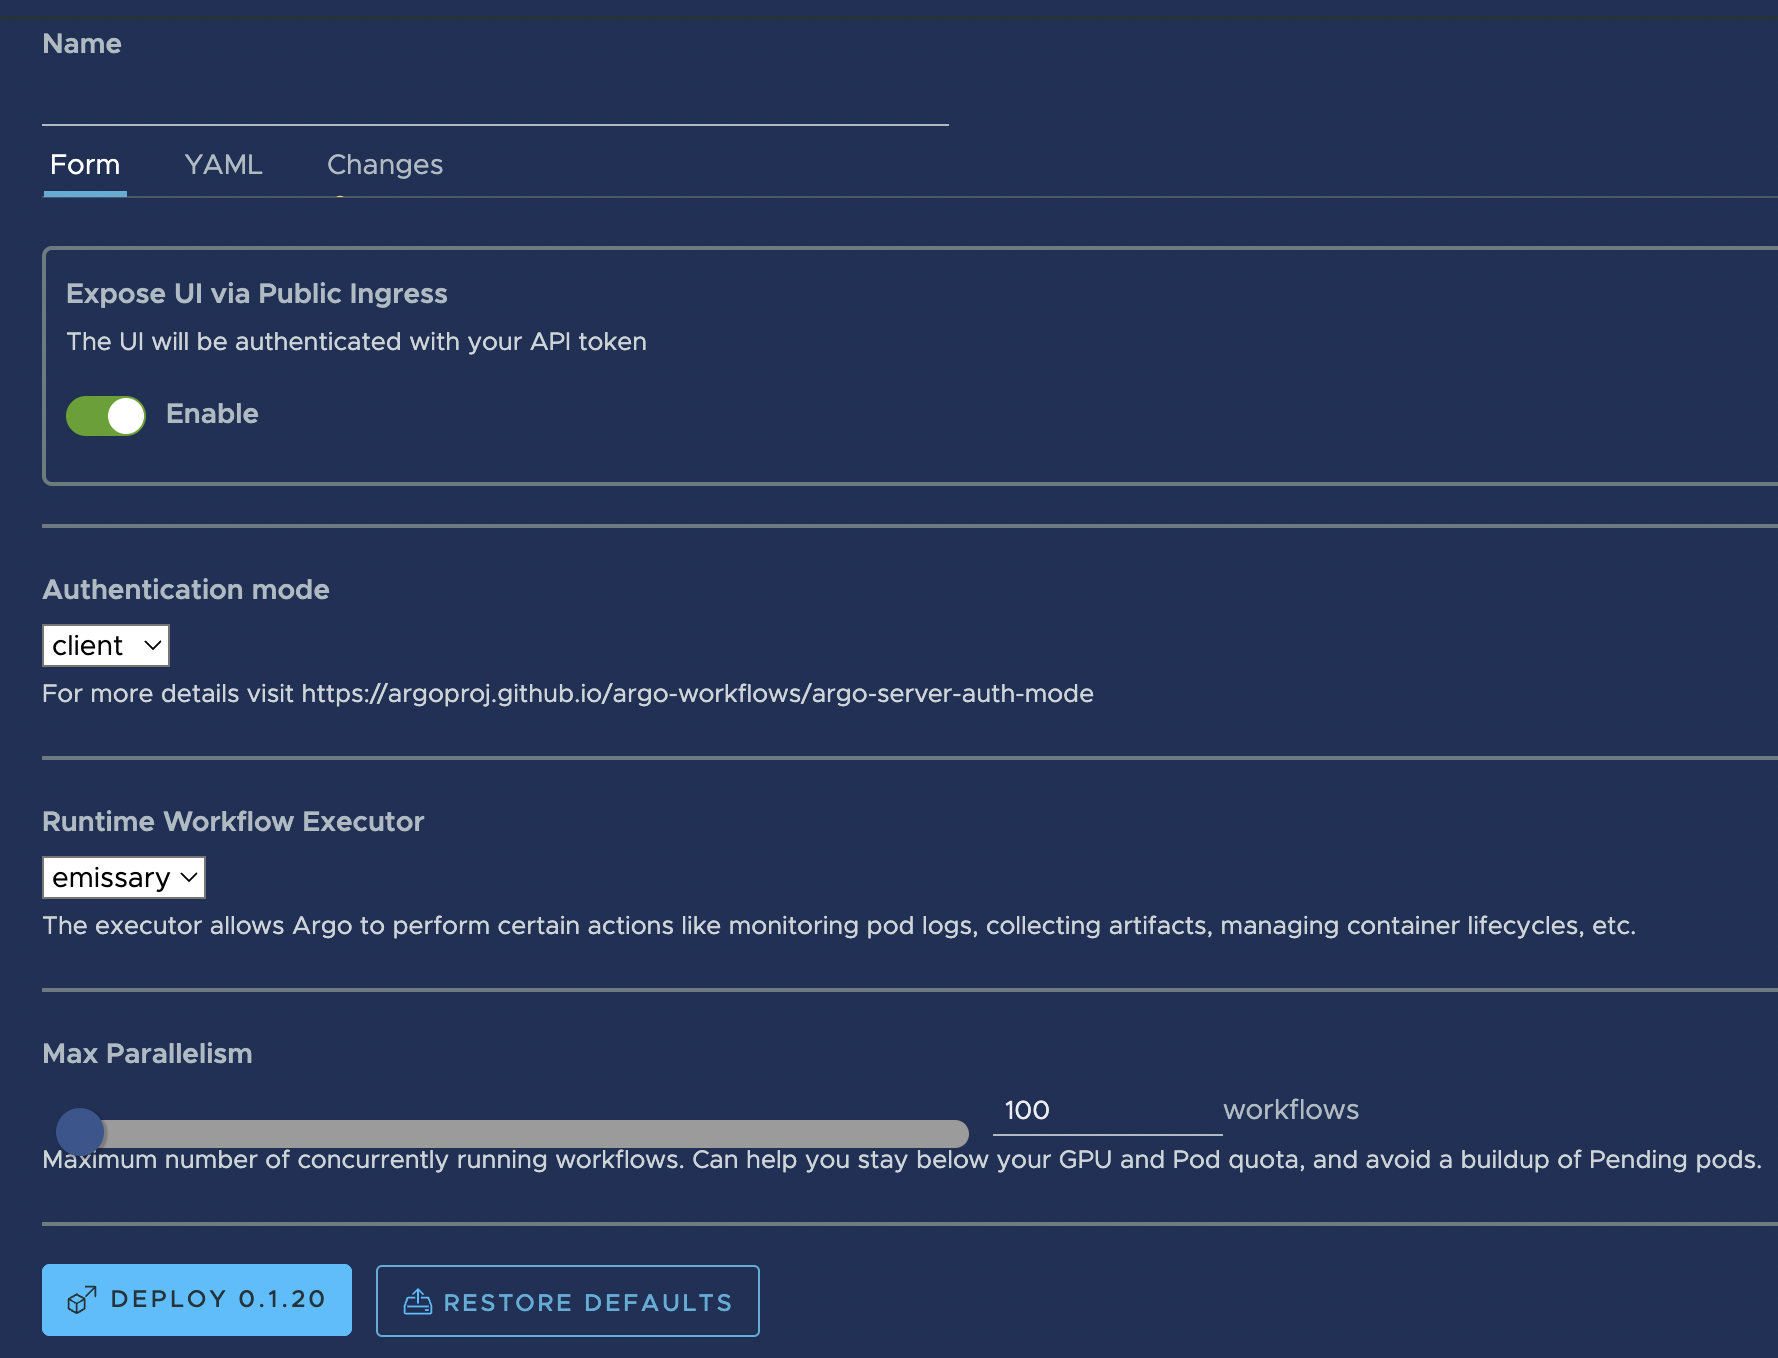 Name
Form YAML Changes
Expose UI via Public Ingress
The UI will be authenticated with your API token
Enable
Authentication mode
client
For more details visit https://argoproj.github.io/argo-workflows/argo-server-auth-mode
Runtime Workflow Executor
emissary
The executor allows Argo to perform certain actions like monitoring pod logs, collecting artifacts, managing container lifecycles, etc.
Max Parallelism
100 workflows
Maximum number of concurrently running workflows. Can help you stay below your GPU and Pod quota, and avoid a buildup of Pending pods.
DEPLOY 0.1.20 RESTORE DEFAULTS